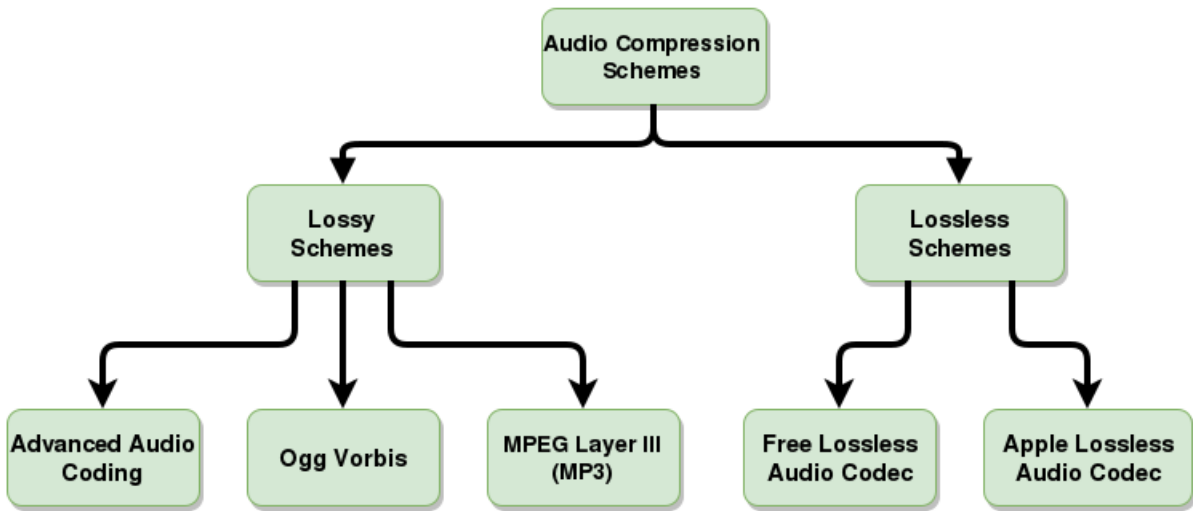 Audio Compression
Schemes
Lossy
Schemes
Lossless
Schemes
Advanced Audio
Coding
Ogg Vorbis
MPEG Layer III
(MP3)
Free Lossless
Audio Codec
Apple Lossless
Audio Codec